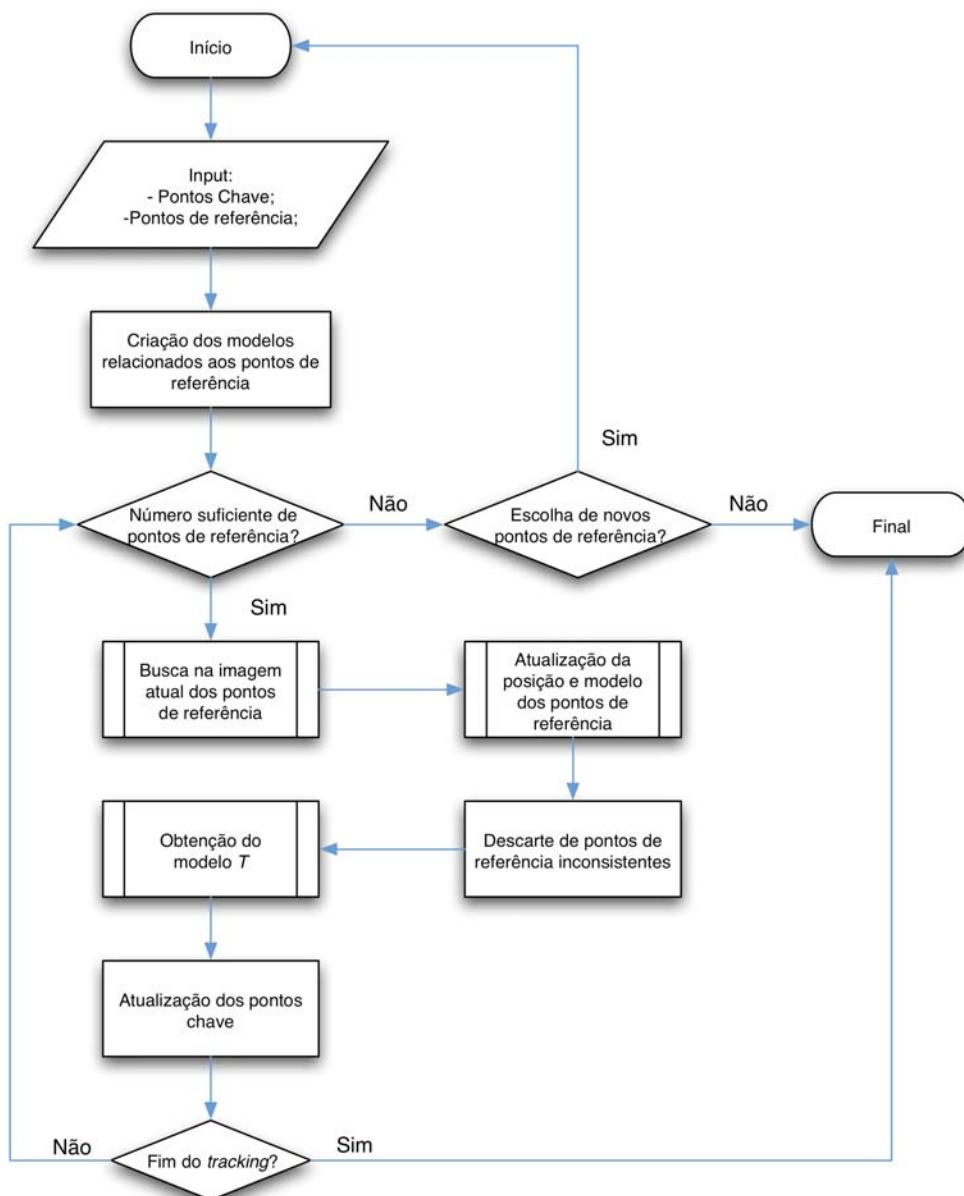 Início
Input:
- Pontos Chave;
-Pontos de referência;
Criação dos modelos
relacionados aos pontos de
referência
Sim
Número suficiente de
pontos de referência?
Não
Escolha de novos
pontos de referência?
Não
Final
Sim
Busca na imagem
atual dos pontos
de referência
Atualização da
posição e modelo
dos pontos de
referência
Obtenção do
modelo T
Descarte de pontos de
referência inconsistentes
Atualização dos pontos
chave
Não
Fim do tracking?
Sim